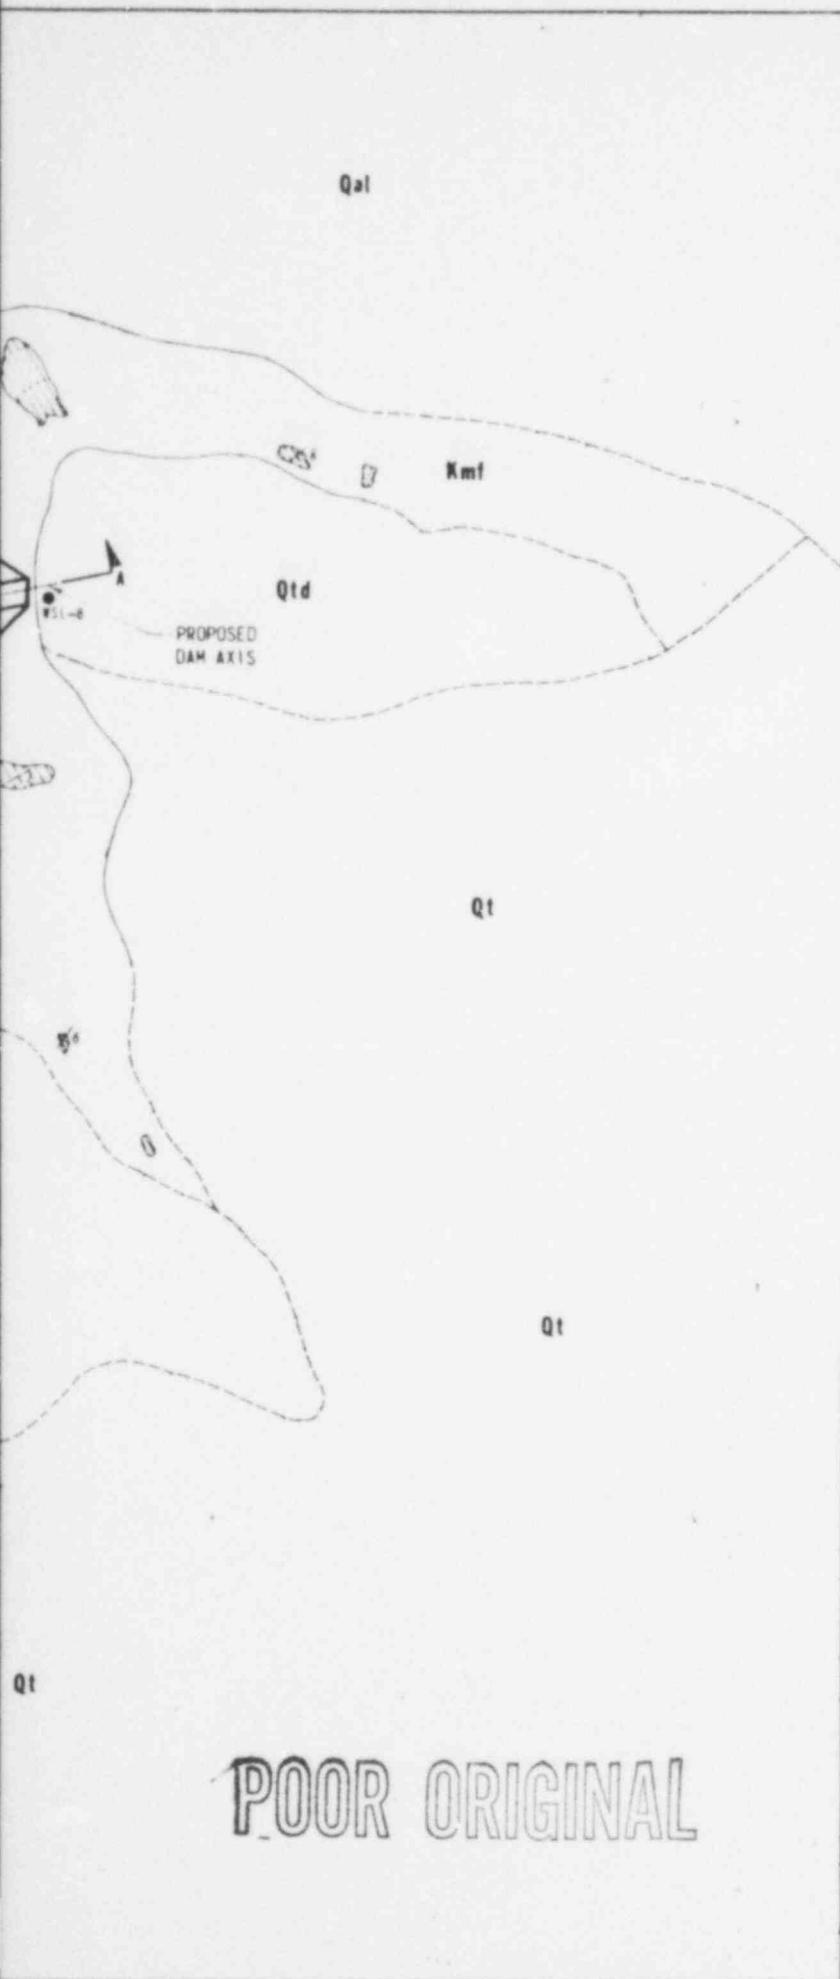 Qal
Kmf
A
Qtd
PROPOSED
DAM AXIS
Qt
Qt
Qt
POOR ORIGINAL